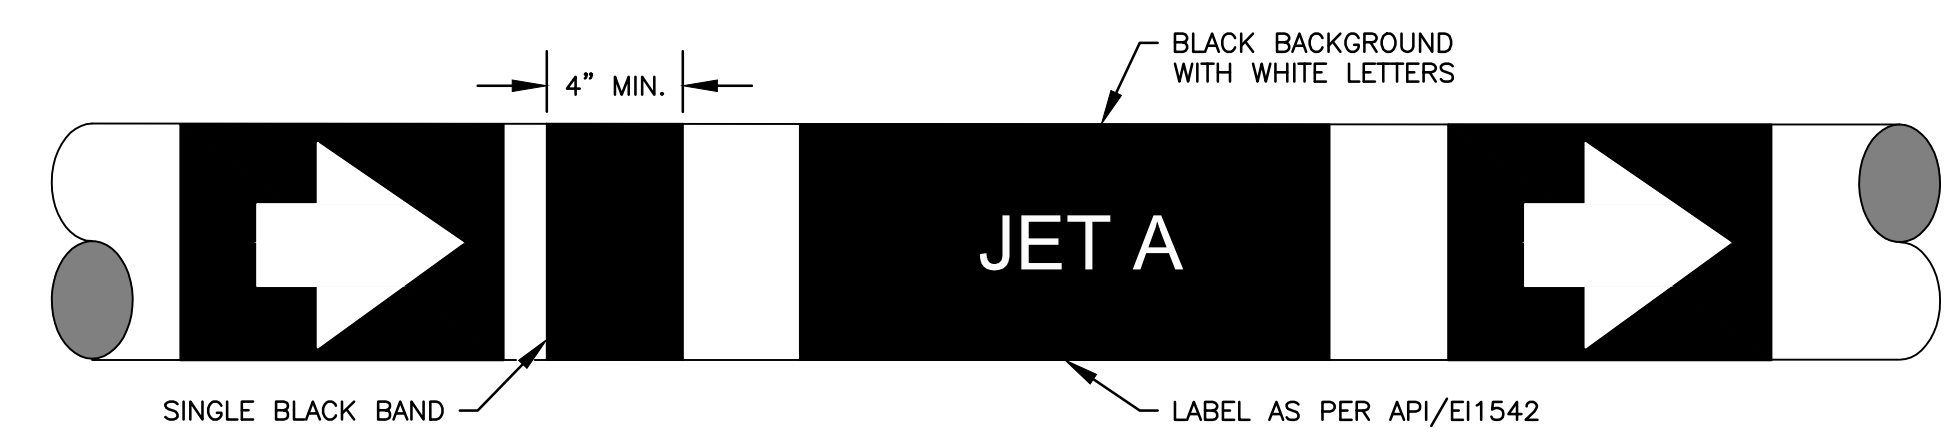 BLACK BACKGROUND
WITH WHITE LETTERS
4" MIN.
JET A
SINGLE BLACK BAND
LABEL AS PER API/EI1542